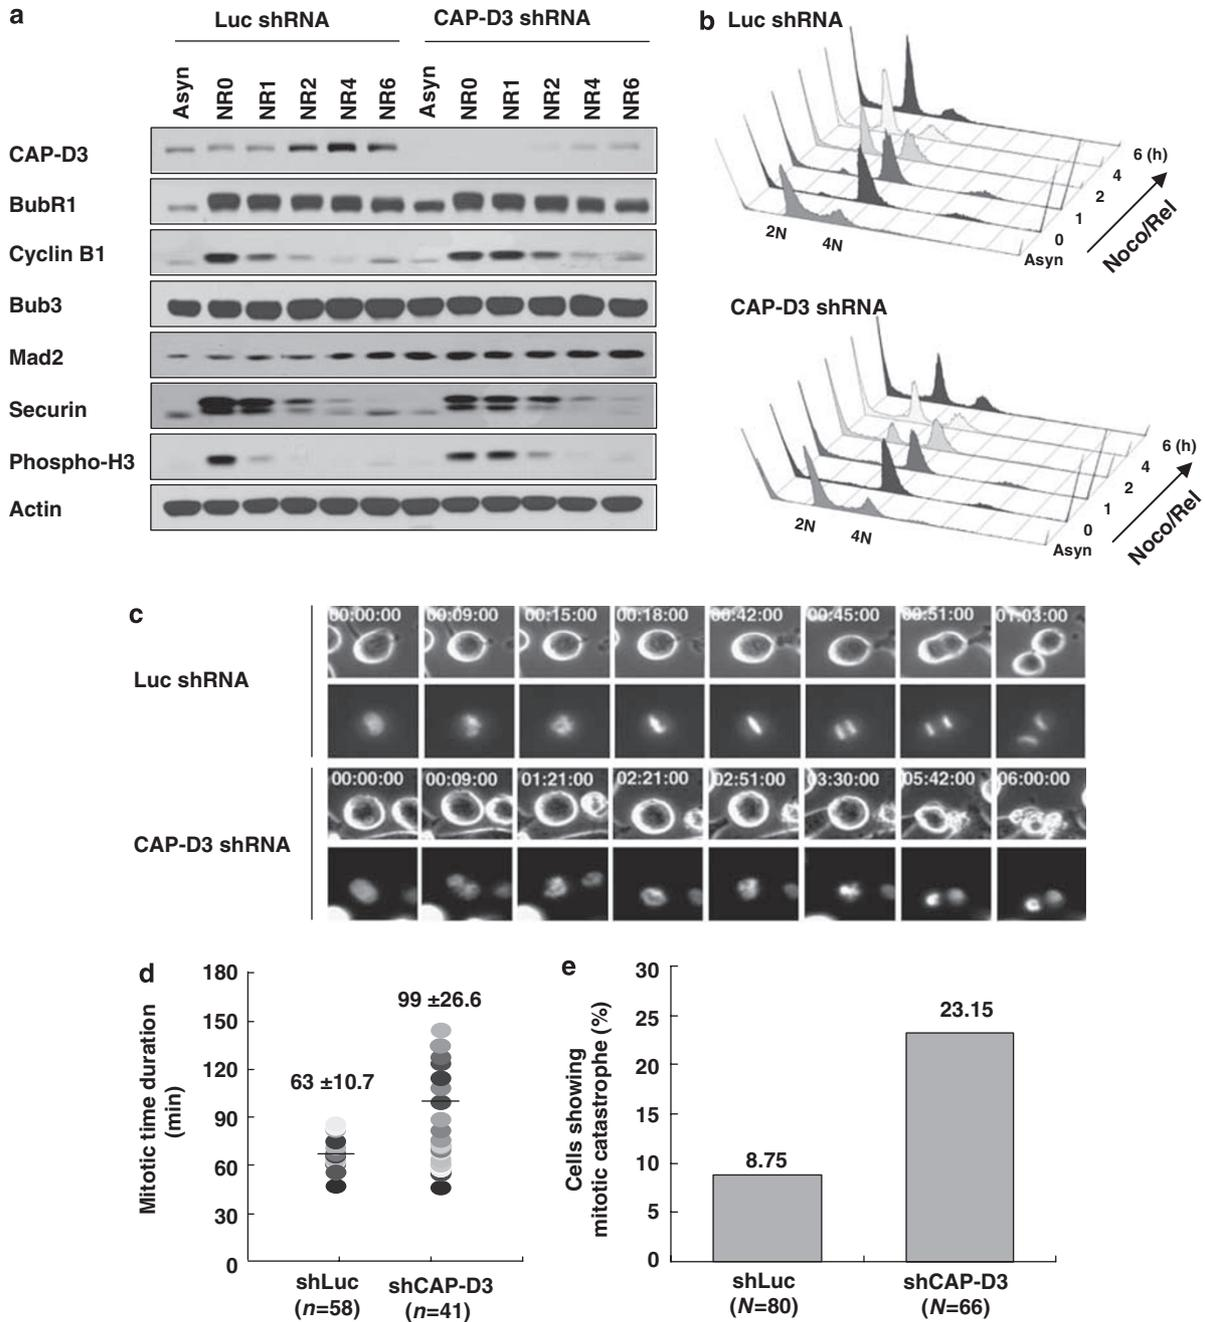 a
Luc shRNA
CAP-D3 shRNA
Asyn NR0 NR1 NR2 NR4 NR6 Asyn NR0 NR1 NR2 NR4 NR6
CAP-D3
BubR1
Cyclin B1
Bub3
Mad2
Securin
Phospho-H3
Actin
b
Luc shRNA
6 (h)
4
2
1
0
Asyn
2N
4N
Noco/Rel
CAP-D3 shRNA
6 (h)
4
2
1
0
Asyn
2N
4N
Noco/Rel
c
Luc shRNA
00:00:00 00:09:00 00:15:00 00:18:00 00:42:00 00:45:00 00:51:00 01:03:00
CAP-D3 shRNA
00:00:00 00:09:00 01:21:00 02:21:00 02:51:00 03:30:00 05:42:00 06:00:00
d
Mitotic time duration
(min)
180
150
120
90
60
30
0
63 ±10.7
99 ±26.6
shLuc
(n=58)
shCAP-D3
(n=41)
e
Cells showing
mitotic catastrophe (%)
30
25
20
15
10
5
0
8.75
23.15
shLuc
(N=80)
shCAP-D3
(N=66)